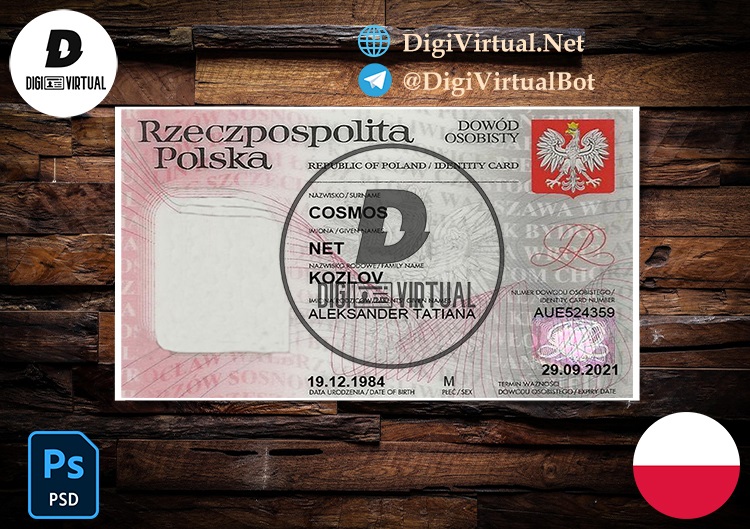 DigiVirtual.Net
@DigiVirtualBot
D
DIGI VIRTUAL
Rzeczpospolita
Polska
DOWÓD
OSOBISTY
REPUBLIC OF POLAND / IDENTITY CARD
NAZWISKO / SURNAME
COSMOS
IMIONA / GIVEN NAMES
NET
NAZWISKO RODOWE / FAMILY NAME
KOZLOV
ALEKSANDER TATIANA
D
DIGI VIRTUAL
NUMER DOWODU OSOBISTEGO /
IDENTITY CARD NUMBER
AUE524359
29.09.2021
TERMIN WAŻNOŚCI
DOWODU OSOBISTEGO / EXPIRY DATE
19.12.1984
DATA URODZENIA / DATE OF BIRTH
M
PŁEĆ / SEX
Ps
PSD